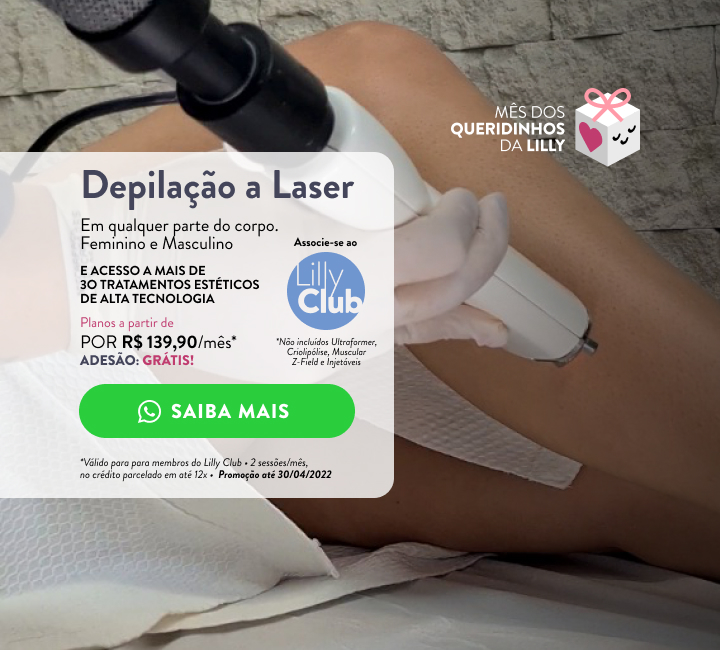 MÊS DOS
QUERIDINHOS
DA LILLY
Depilação a Laser
Em qualquer parte do corpo.
Feminino e Masculino
E ACESSO A MAIS DE
30 TRATAMENTOS ESTÉTICOS
DE ALTA TECNOLOGIA
Planos a partir de
POR R$ 139,90/mês*
ADESÃO: GRÁTIS!
Associe-se ao
Lilly
Club
*Não incluídos Ultraformer,
Criolipólise, Muscular
Z-Field e Injetáveis
SAIBA MAIS
*Válido para para membros do Lilly Club • 2 sessões/mês,
no crédito parcelado em até 12x • Promoção até 30/04/2022